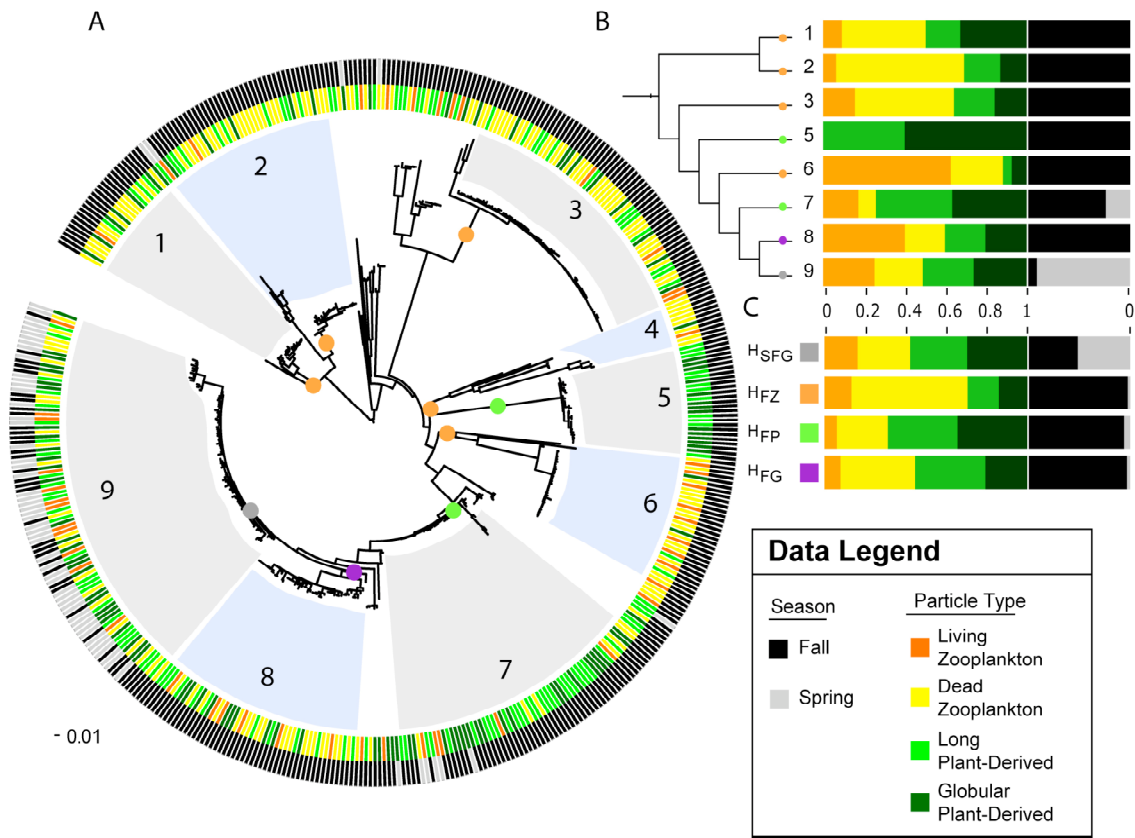 A
B
1
2
3
5
6
7
8
9
0 0.2 0.4 0.6 0.8 1 0
C
HSFG
HFZ
HFP
HFG
1
2
3
4
5
6
7
8
9
- 0.01
Data Legend
Season
Fall
Spring
Particle Type
Living
Zooplankton
Dead
Zooplankton
Long
Plant-Derived
Globular
Plant-Derived